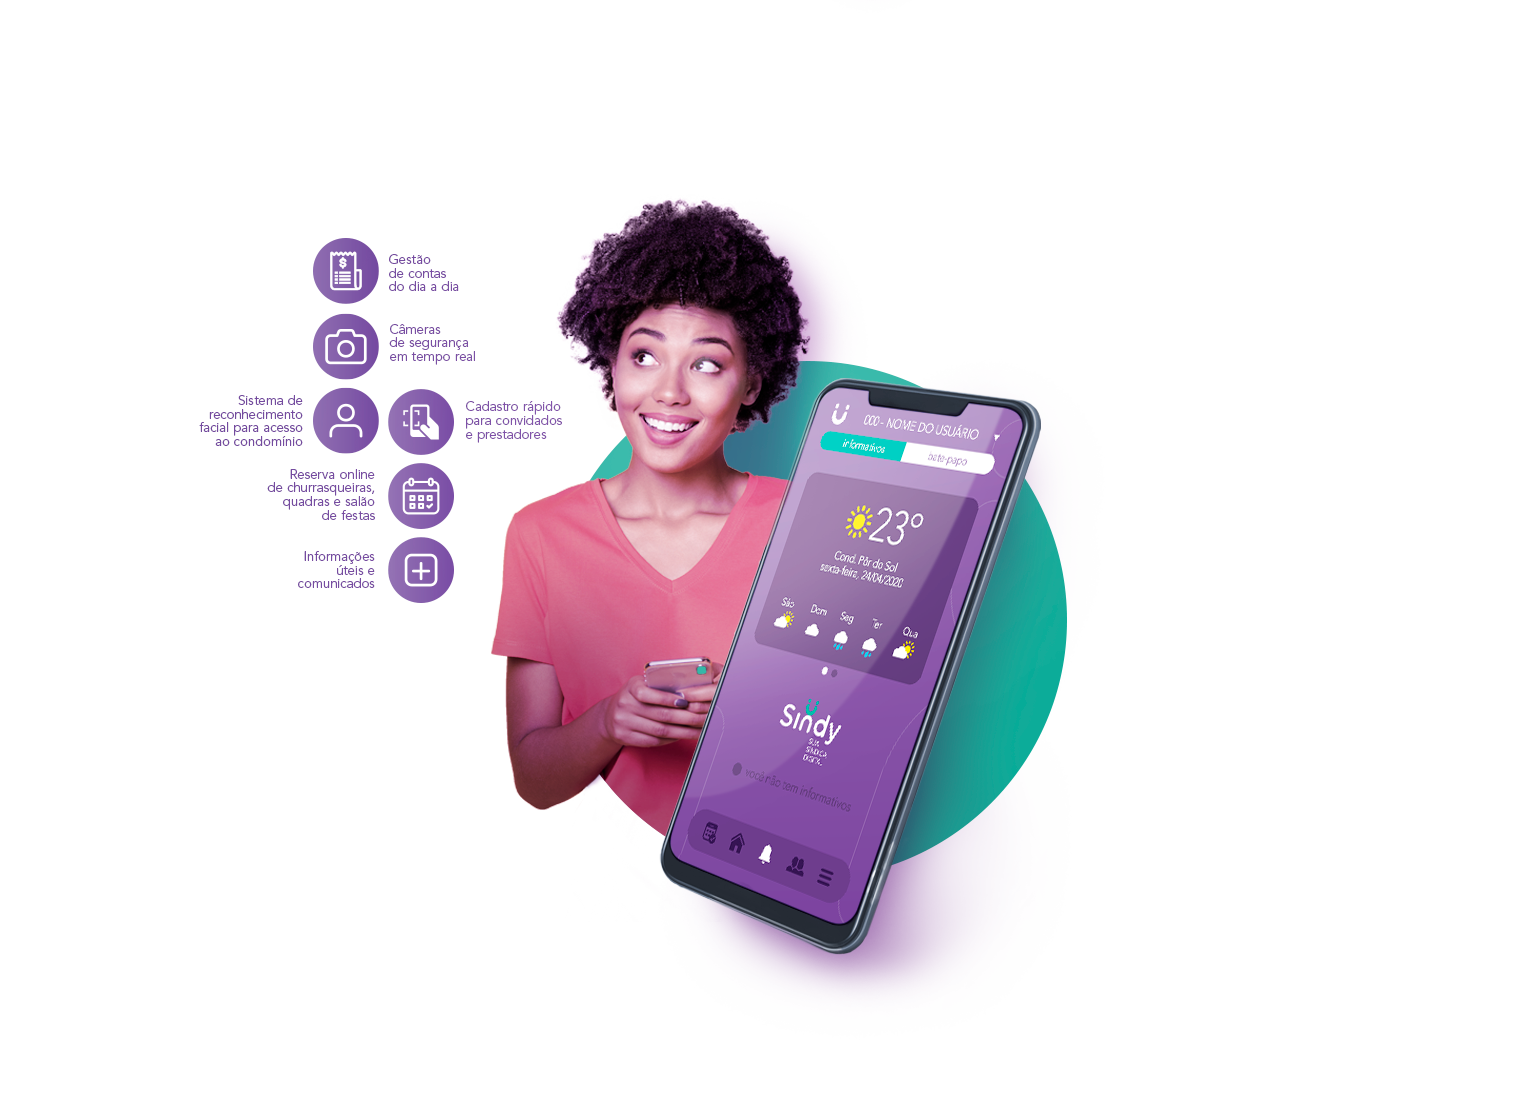 Gestão
de contas
do dia a dia
Câmeras
de segurança
em tempo real
Sistema de
reconhecimento
facial para acesso
ao condomínio
Cadastro rápido
para convidados
e prestadores
Reserva online
de churrasqueiras,
quadras e salão
de festas
Informações
úteis e
comunicados
000 - NOME DO USUÁRIO
informativos
bate-papo
23°
Cond. Pôr do Sol
sexta-feira, 24/04/2020
Sáb
Dom
Seg
Ter
Qua
Sindy
você não tem informativos